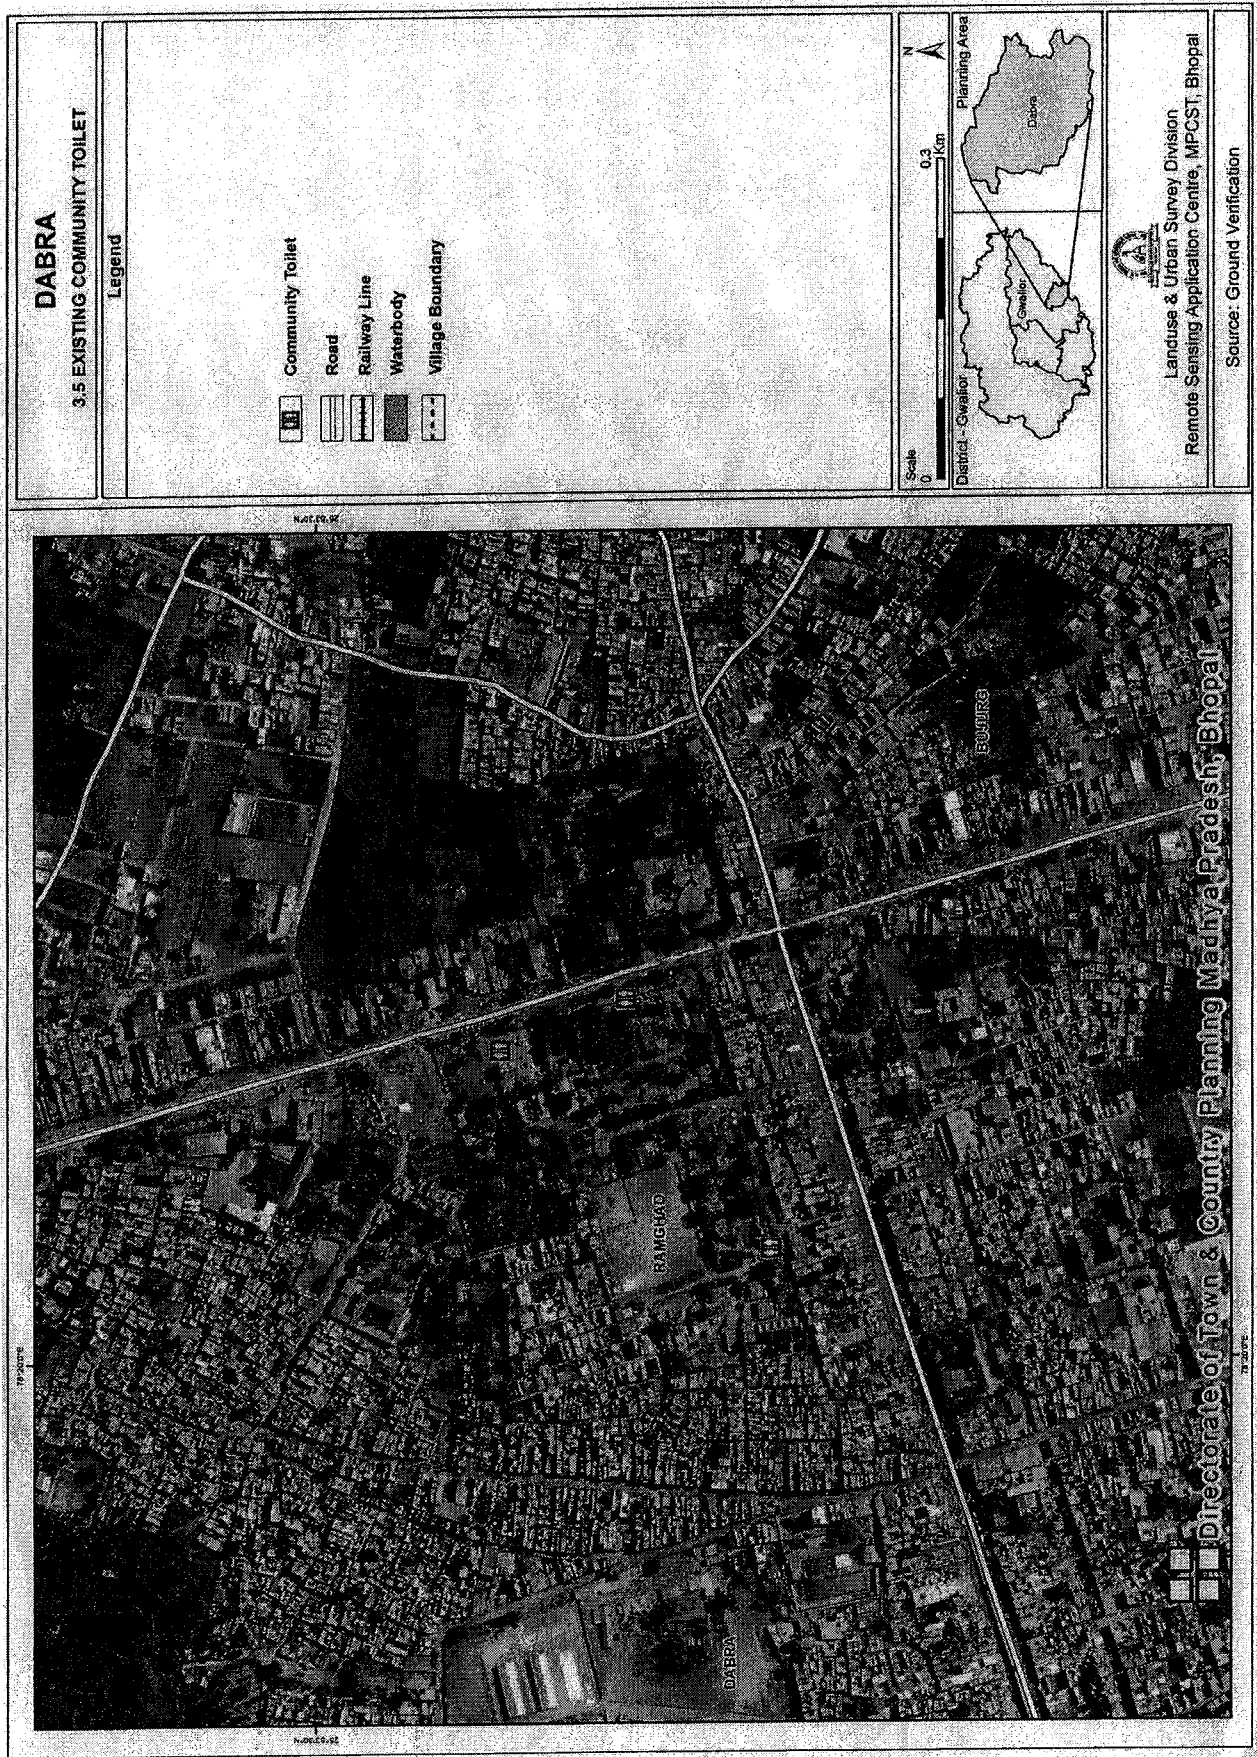 DABRA
3.5 EXISTING COMMUNITY TOILET
Legend
Community Toilet
Road
Railway Line
Waterbody
Village Boundary
Scale
0
0.3
Km
N
District - Gwalior
Planning Area
Gwalior
Dabra
Landuse & Urban Survey Division
Remote Sensing Application Centre, MPCST, Bhopal
Source: Ground Verification
RAMGHAD
BUJURG
DABRA
Directorate of Town & Country Planning Madhya Pradesh, Bhopal